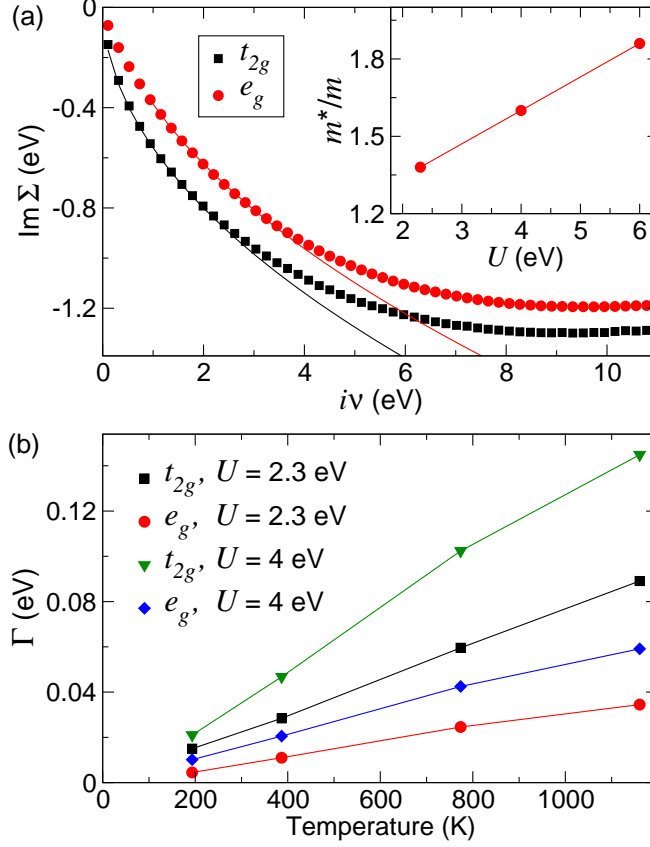 (a)
0
-0.4
-0.8
-1.2
Im Σ (eV)
t2g
eg
0 2 4 6 8 10
iν (eV)
1.8
1.5
1.2
m*/m
2 3 4 5 6
U (eV)
(b)
0.12
0.08
0.04
0
Γ (eV)
t2g, U = 2.3 eV
eg, U = 2.3 eV
t2g, U = 4 eV
eg, U = 4 eV
0 200 400 600 800 1000
Temperature (K)